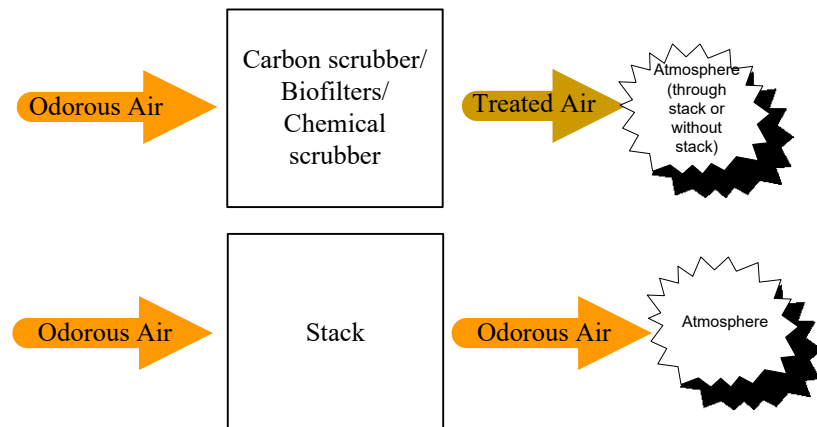 Odorous Air
Carbon scrubber/
Biofilters/
Chemical
scrubber
Treated Air
Atmosphere
(through
stack or
without
stack)
Odorous Air
Stack
Odorous Air
Atmosphere